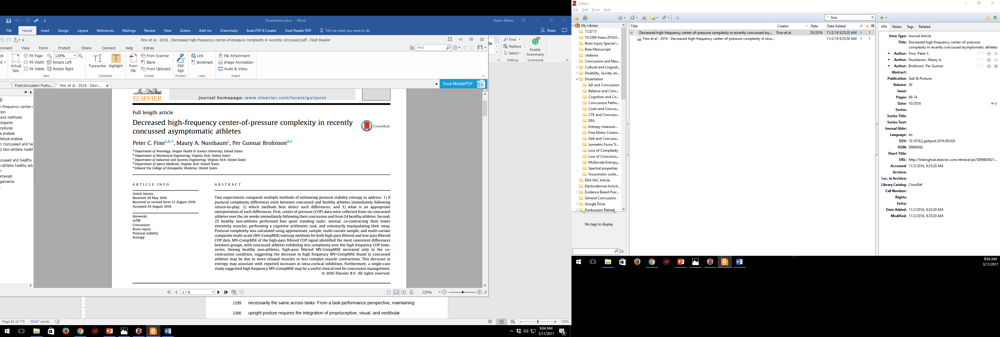 Dissertation.docx - Word
Adam Raikes
File Home Insert Design Layout References Mailings Review View Zotero Add-ins Grammarly Soda PDF 8 Creator Foxit Reader PDF Tell me what you want to do
Share
Fino et al - 2016 - Decreased high-frequency center-of-pressure complexity in recently concussed.pdf - Foxit Reader
mment View Form Protect Share Connect Help Extras
Find
Actual Size
Fit Page
Fit Width
Fit Visible
125%
Rotate Left
Rotate Right
View
Typewriter Highlight
Comment
From File
From Scanner
Blank
From Clipboard
Create
PDF Sign
Protect
Link
Bookmark
Links
File Attachment
Image Annotation
Audio & Video
Insert
Find
Replace
Select
Editing
Enable Grammarly
Grammarly
Postconcussion Postu...
Fino et al - 2016 - Decr...
Foxit MobilePDF
h-frequency center-
tion
and methods
ticipants
cedures
a analysis
tistical analysis
1 Concussed and he
2 Non-athlete healt
cussed and healthy
n-athlete healthy adu
n
interest
gements
ELSEVIER
journal homepage: www.elsevier.com/locate/gaitpost
Full length article
Decreased high-frequency center-of-pressure complexity in recently
concussed asymptomatic athletes
CrossMark
Peter C. Fino a,b,*, Maury A. Nussbaum c, Per Gunnar Brolinson d,e
a Department of Neurology, Oregon Health & Science University, United States
b Department of Mechanical Engineering, Virginia Tech, United States
c Department of Industrial and Systems Engineering, Virginia Tech, United States
d Department of Sports Medicine, Virginia Tech, United States
e Edward Via College of Osteopathic Medicine, United States
ARTICLE INFO
Article history:
Received 20 May 2016
Received in revised form 12 August 2016
Accepted 24 August 2016
Keywords:
mTBI
Concussion
Brain injury
Postural stability
Entropy
ABSTRACT
Two experiments compared multiple methods of estimating postural stability entropy to address: 1) if
postural complexity differences exist between concussed and healthy athletes immediately following
return-to-play; 2) which methods best detect such differences; and 3) what is an appropriate
interpretation of such differences. First, center of pressure (COP) data were collected from six concussed
athletes over the six weeks immediately following their concussion and from 24 healthy athletes. Second,
25 healthy non-athletes performed four quiet standing tasks: normal, co-contracting their lower
extremity muscles, performing a cognitive arithmetic task, and voluntarily manipulating their sway.
Postural complexity was calculated using approximate, sample, multi-variate sample, and multi-variate
composite multi-scale (MV-CompMSE) entropy methods for both high-pass filtered and low-pass filtered
COP data. MV-CompMSE of the high-pass filtered COP signal identified the most consistent differences
between groups, with concussed athletes exhibiting less complexity over the high frequency COP time-
series. Among healthy non-athletes, high-pass filtered MV-CompMSE increased only in the co-
contraction condition, suggesting the decrease in high frequency MV-CompMSE found in concussed
athletes may be due to more relaxed muscles or less complex muscle contractions. This decrease in
entropy may associate with reported increases in intra-cortical inhibition. Furthermore, a single-case
study suggested high frequency MV-CompMSE may be a useful clinical tool for concussion management.
© 2016 Elsevier B.V. All rights reserved.
1 / 6
125%
1299 necessarily the same across tasks. From a task-performance perspective, maintaining
1300 upright posture requires the integration of proprioceptive, visual, and vestibular
Page 83 of 175 38447 words
100%
9:04 AM
3/11/2017
4
Zotero
File Edit Tools Help
fino
My Library
7/25/15
10.3389-fneur.2016.0...
Brain Injury Special I...
Bree Manuscript
citations
Concussion and Neu...
Cultural and Linguist...
Disability, Society an...
Dissertation
AD and Concussion
Balance and Conc...
Cognition and Co...
Concussion Patho...
Costs and Concus...
CTE and Concussi...
DFA
Entropy measure...
Fine Motor Contro...
Gait and Concussi...
Isometric Force Tr...
Loss of Complexity
Loss of Conscious...
Multiscale Entropy...
Spectral properties
Visuomotor contr...
EDA SAC Article
Electrodermal Activit...
Evidence Based Prac...
General Concussion
Google Drive
Konkussion Retreat
No tags to display
Title Creator Date Date Added
Decreased high-frequency center-of-pressure complexity in recently concussed asy... Fino et al. 10/2016 11/2/16 9:25:20 AM 1
Fino et al - 2016 - Decreased high-frequency center-of-pressure complexity in rece... 11/2/16 9:25:50 AM 1
Info Notes Tags Related
Item Type: Journal Article
Title: Decreased high-frequency center-of-pressure
complexity in recently concussed asymptomatic athletes
Author: Fino, Peter C.
Author: Nussbaum, Maury A.
Author: Brolinson, Per Gunnar
Abstract:
Publication: Gait & Posture
Volume: 50
Issue:
Pages: 69-74
Date: 10/2016 m y
Series:
Series Title:
Series Text:
Journal Abbr:
Language: en
DOI: 10.1016/j.gaitpost.2016.08.026
ISSN: 09666362
Short Title:
URL: http://linkinghub.elsevier.com/retrieve/pii/S096663621...
Accessed: 11/2/2016, 9:25:20 AM
Archive:
Loc. in Archive:
Library Catalog: CrossRef
Call Number:
Rights:
Extra:
Date Added: 11/2/2016, 9:25:20 AM
Modified: 11/2/2016, 9:25:20 AM
9:04 AM
3/11/2017